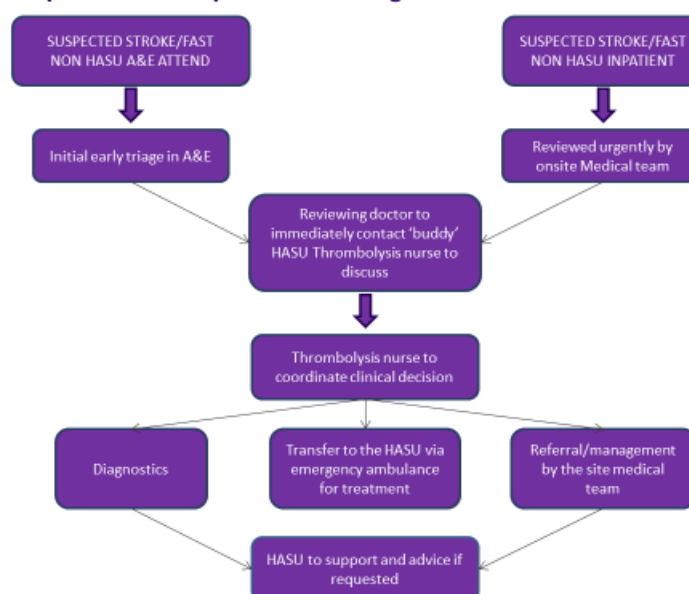 SUSPECTED STROKE/FAST
NON HASU A&E ATTEND
SUSPECTED STROKE/FAST
NON HASU INPATIENT
Initial early triage in A&E
Reviewed urgently by
onsite Medical team
Reviewing doctor to
immediately contact ‘buddy’
HASU Thrombolysis nurse to
discuss
Thrombolysis nurse to
coordinate clinical decision
Diagnostics
Transfer to the HASU via
emergency ambulance
for treatment
Referral/management
by the site medical
team
HASU to support and advice if
requested